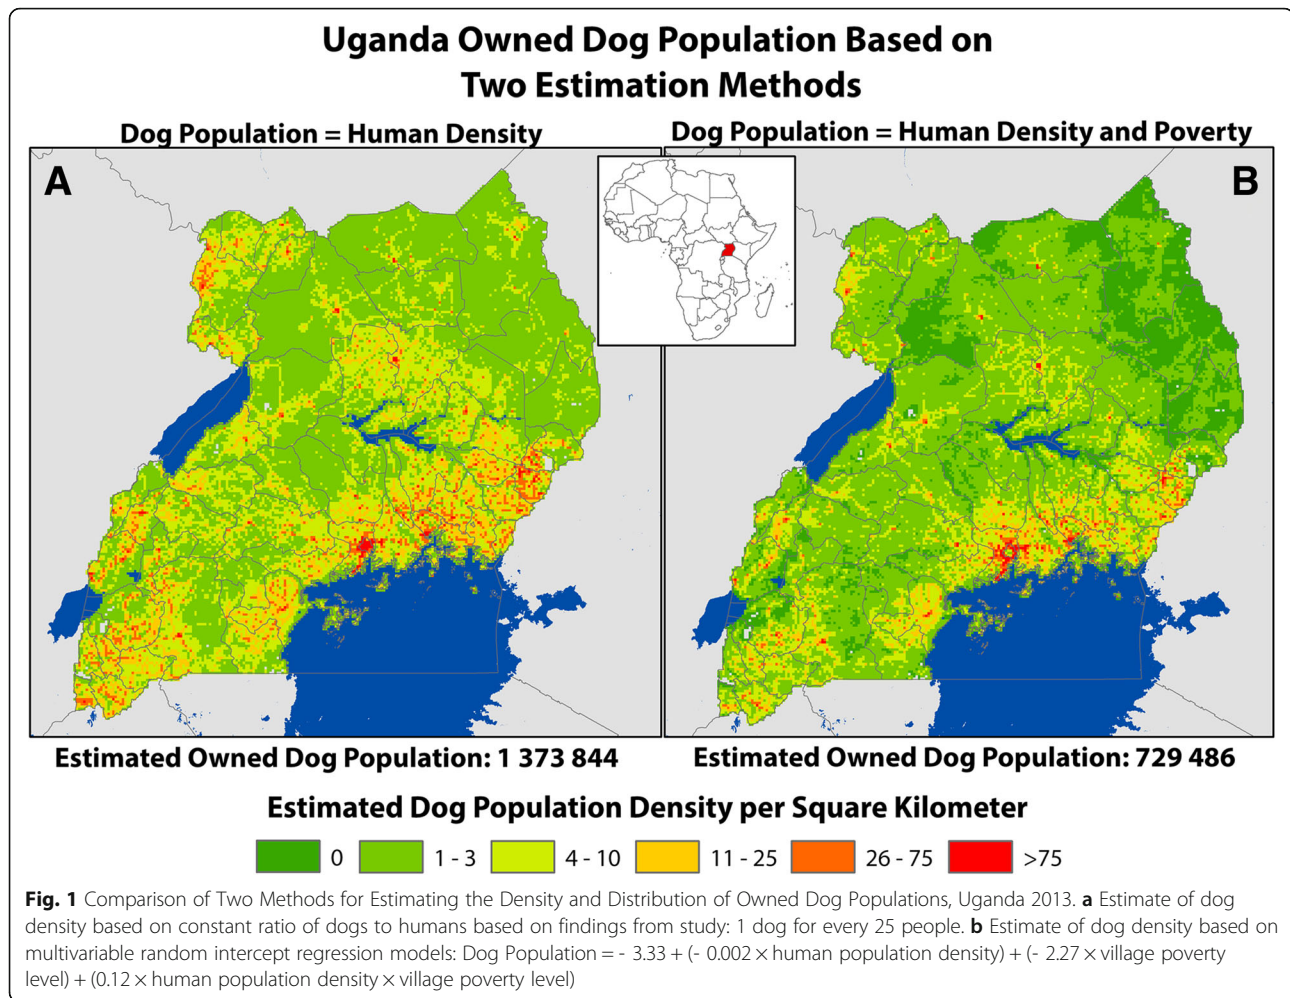 Uganda Owned Dog Population Based on
Two Estimation Methods
Dog Population = Human Density
Dog Population = Human Density and Poverty
A
B
Estimated Owned Dog Population: 1 373 844
Estimated Owned Dog Population: 729 486
Estimated Dog Population Density per Square Kilometer
0
1 - 3
4 - 10
11 - 25
26 - 75
>75
Fig. 1 Comparison of Two Methods for Estimating the Density and Distribution of Owned Dog Populations, Uganda 2013. a Estimate of dog
density based on constant ratio of dogs to humans based on findings from study: 1 dog for every 25 people. b Estimate of dog density based on
multivariable random intercept regression models: Dog Population = - 3.33 + (- 0.002 × human population density) + (- 2.27 × village poverty
level) + (0.12 × human population density × village poverty level)